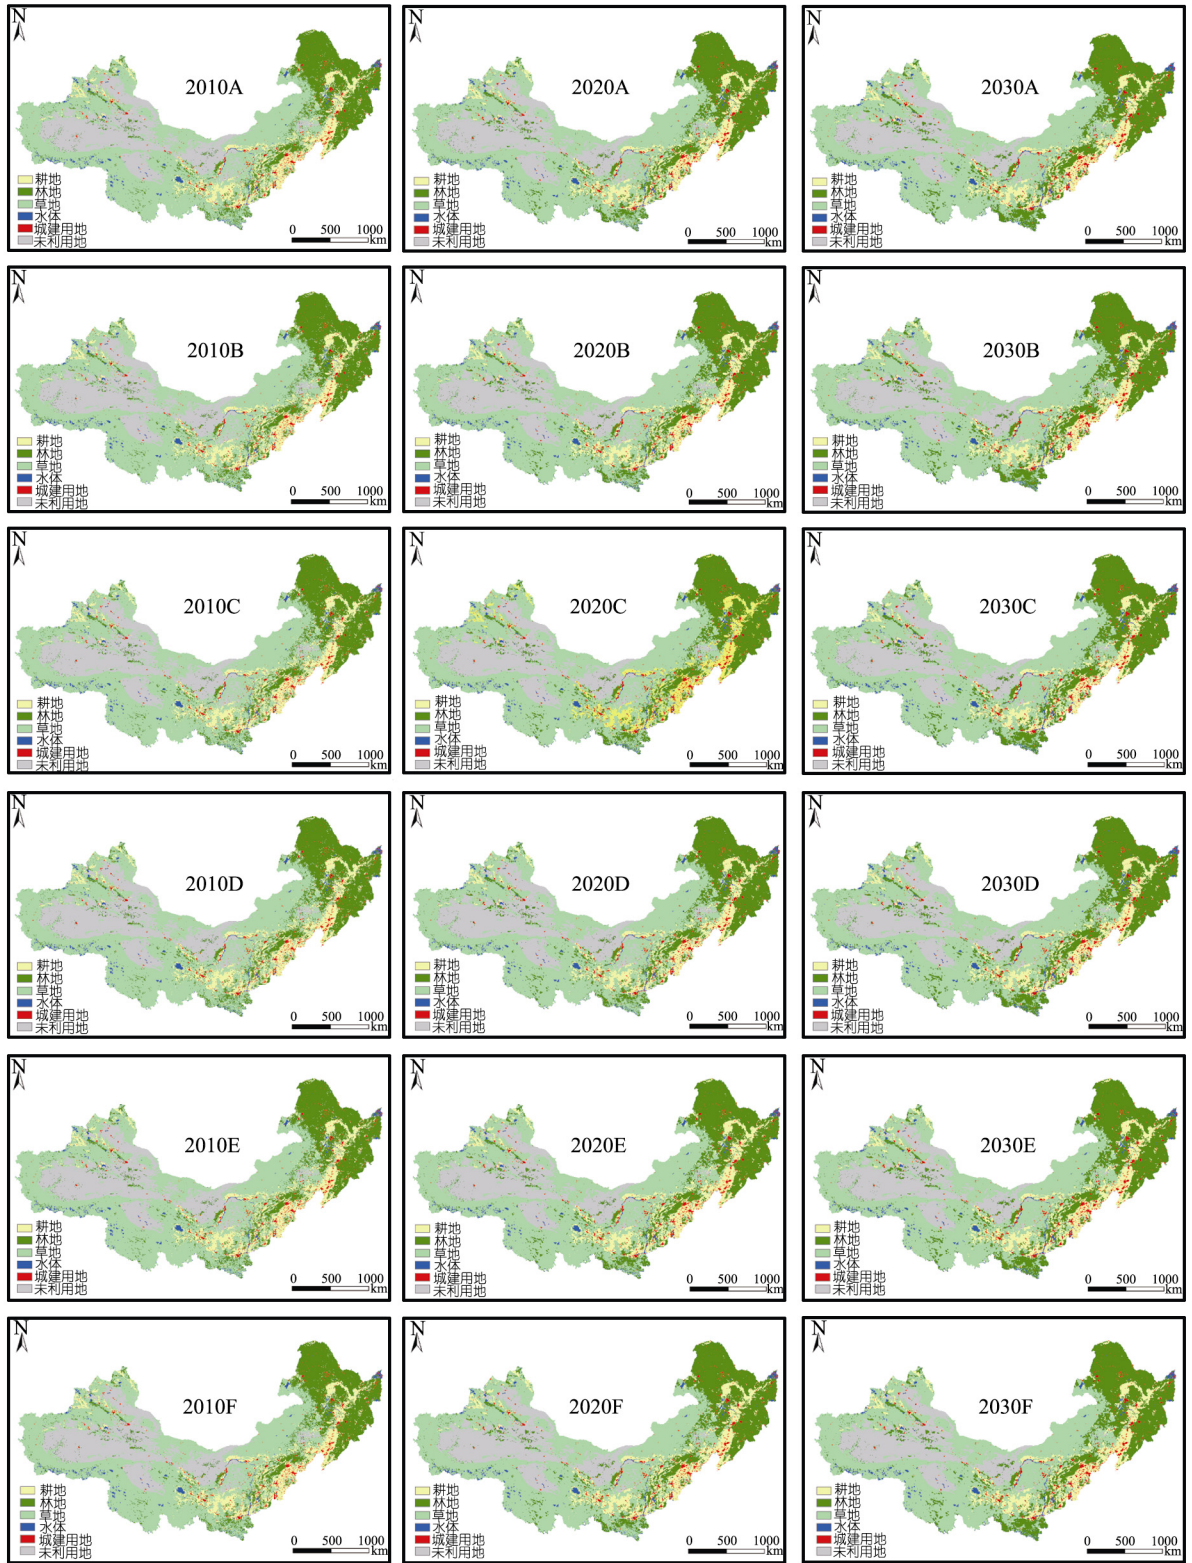 N
2010A
耕地
林地
草地
水体
城建用地
未利用地
0 500 1000
km
N
2020A
耕地
林地
草地
水体
城建用地
未利用地
0 500 1000
km
N
2030A
耕地
林地
草地
水体
城建用地
未利用地
0 500 1000
km
N
2010B
耕地
林地
草地
水体
城建用地
未利用地
0 500 1000
km
N
2020B
耕地
林地
草地
水体
城建用地
未利用地
0 500 1000
km
N
2030B
耕地
林地
草地
水体
城建用地
未利用地
0 500 1000
km
N
2010C
耕地
林地
草地
水体
城建用地
未利用地
0 500 1000
km
N
2020C
耕地
林地
草地
水体
城建用地
未利用地
0 500 1000
km
N
2030C
耕地
林地
草地
水体
城建用地
未利用地
0 500 1000
km
N
2010D
耕地
林地
草地
水体
城建用地
未利用地
0 500 1000
km
N
2020D
耕地
林地
草地
水体
城建用地
未利用地
0 500 1000
km
N
2030D
耕地
林地
草地
水体
城建用地
未利用地
0 500 1000
km
N
2010E
耕地
林地
草地
水体
城建用地
未利用地
0 500 1000
km
N
2020E
耕地
林地
草地
水体
城建用地
未利用地
0 500 1000
km
N
2030E
耕地
林地
草地
水体
城建用地
未利用地
0 500 1000
km
N
2010F
耕地
林地
草地
水体
城建用地
未利用地
0 500 1000
km
N
2020F
耕地
林地
草地
水体
城建用地
未利用地
0 500 1000
km
N
2030F
耕地
林地
草地
水体
城建用地
未利用地
0 500 1000
km